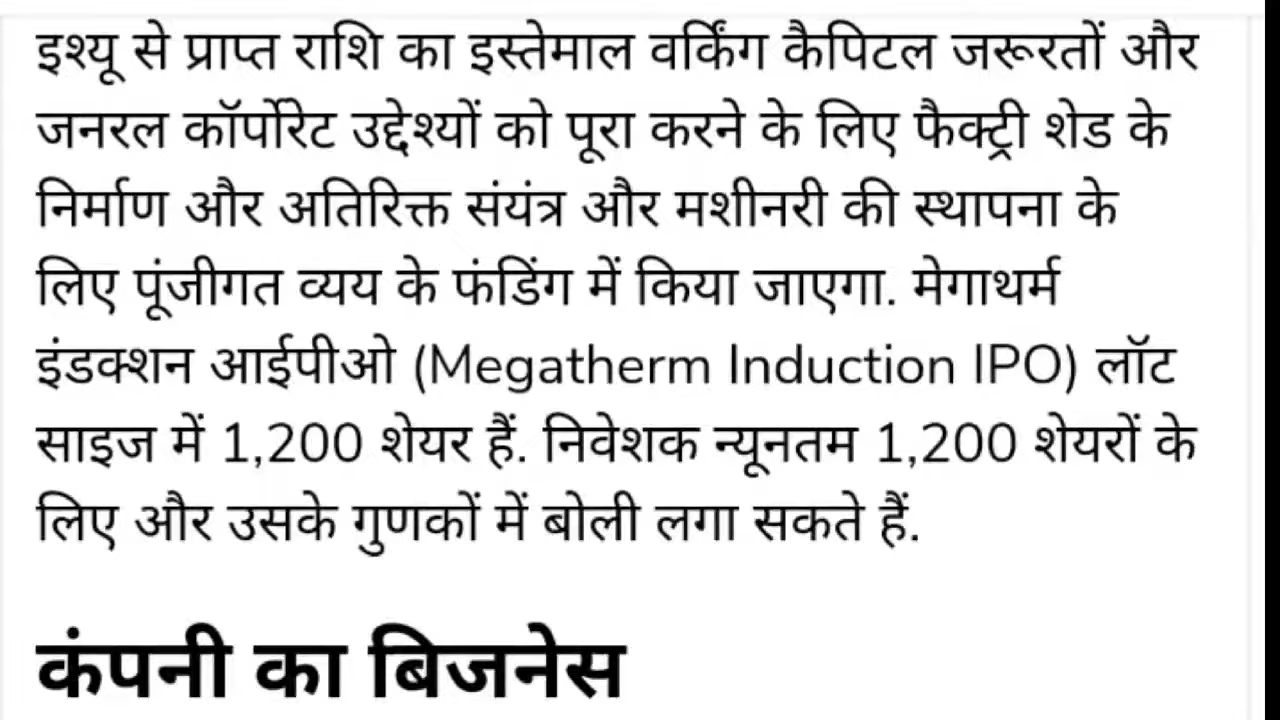 इश्यू से प्राप्त राशि का इस्तेमाल वर्किंग कैपिटल जरूरतों और
जनरल कॉर्पोरेट उद्देश्यों को पूरा करने के लिए फैक्ट्री शेड के
निर्माण और अतिरिक्त संयंत्र और मशीनरी की स्थापना के
लिए पूंजीगत व्यय के फंडिंग में किया जाएगा. मेगाथर्म
इंडक्शन आईपीओ (Megatherm Induction IPO) लॉट
साइज में 1,200 शेयर हैं. निवेशक न्यूनतम 1,200 शेयरों के
लिए और उसके गुणकों में बोली लगा सकते हैं.
कंपनी का बिजनेस